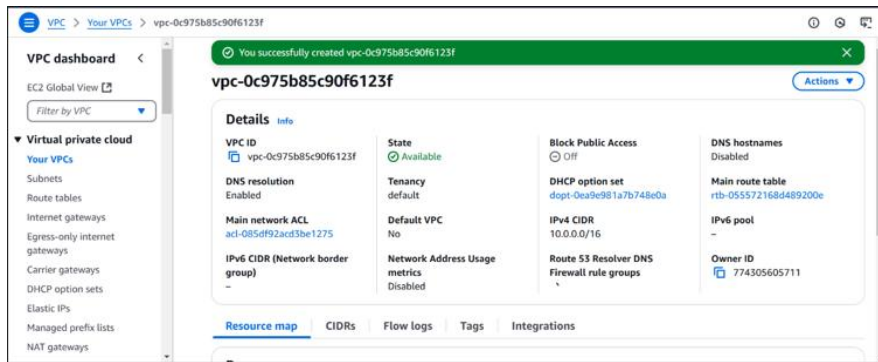 VPC > Your VPCs > vpc-0c975b85c90f6123f
VPC dashboard
EC2 Global View
Filter by VPC
Virtual private cloud
Your VPCs
Subnets
Route tables
Internet gateways
Egress-only internet
gateways
Carrier gateways
DHCP option sets
Elastic IPs
Managed prefix lists
NAT gateways
You successfully created vpc-0c975b85c90f6123f
vpc-0c975b85c90f6123f
Actions
Details Info
VPC ID
vpc-0c975b85c90f6123f
State
Available
Block Public Access
Off
DNS hostnames
Disabled
DNS resolution
Enabled
Tenancy
default
DHCP option set
dopt-0ea9e981a7b748e0a
Main route table
rtb-055572168d489200e
Main network ACL
acl-085df92acd3be1275
Default VPC
No
IPv4 CIDR
10.0.0.0/16
IPv6 pool
–
IPv6 CIDR (Network border
group)
–
Network Address Usage
metrics
Disabled
Route 53 Resolver DNS
Firewall rule groups
Owner ID
774305605711
Resource map CIDRs Flow logs Tags Integrations